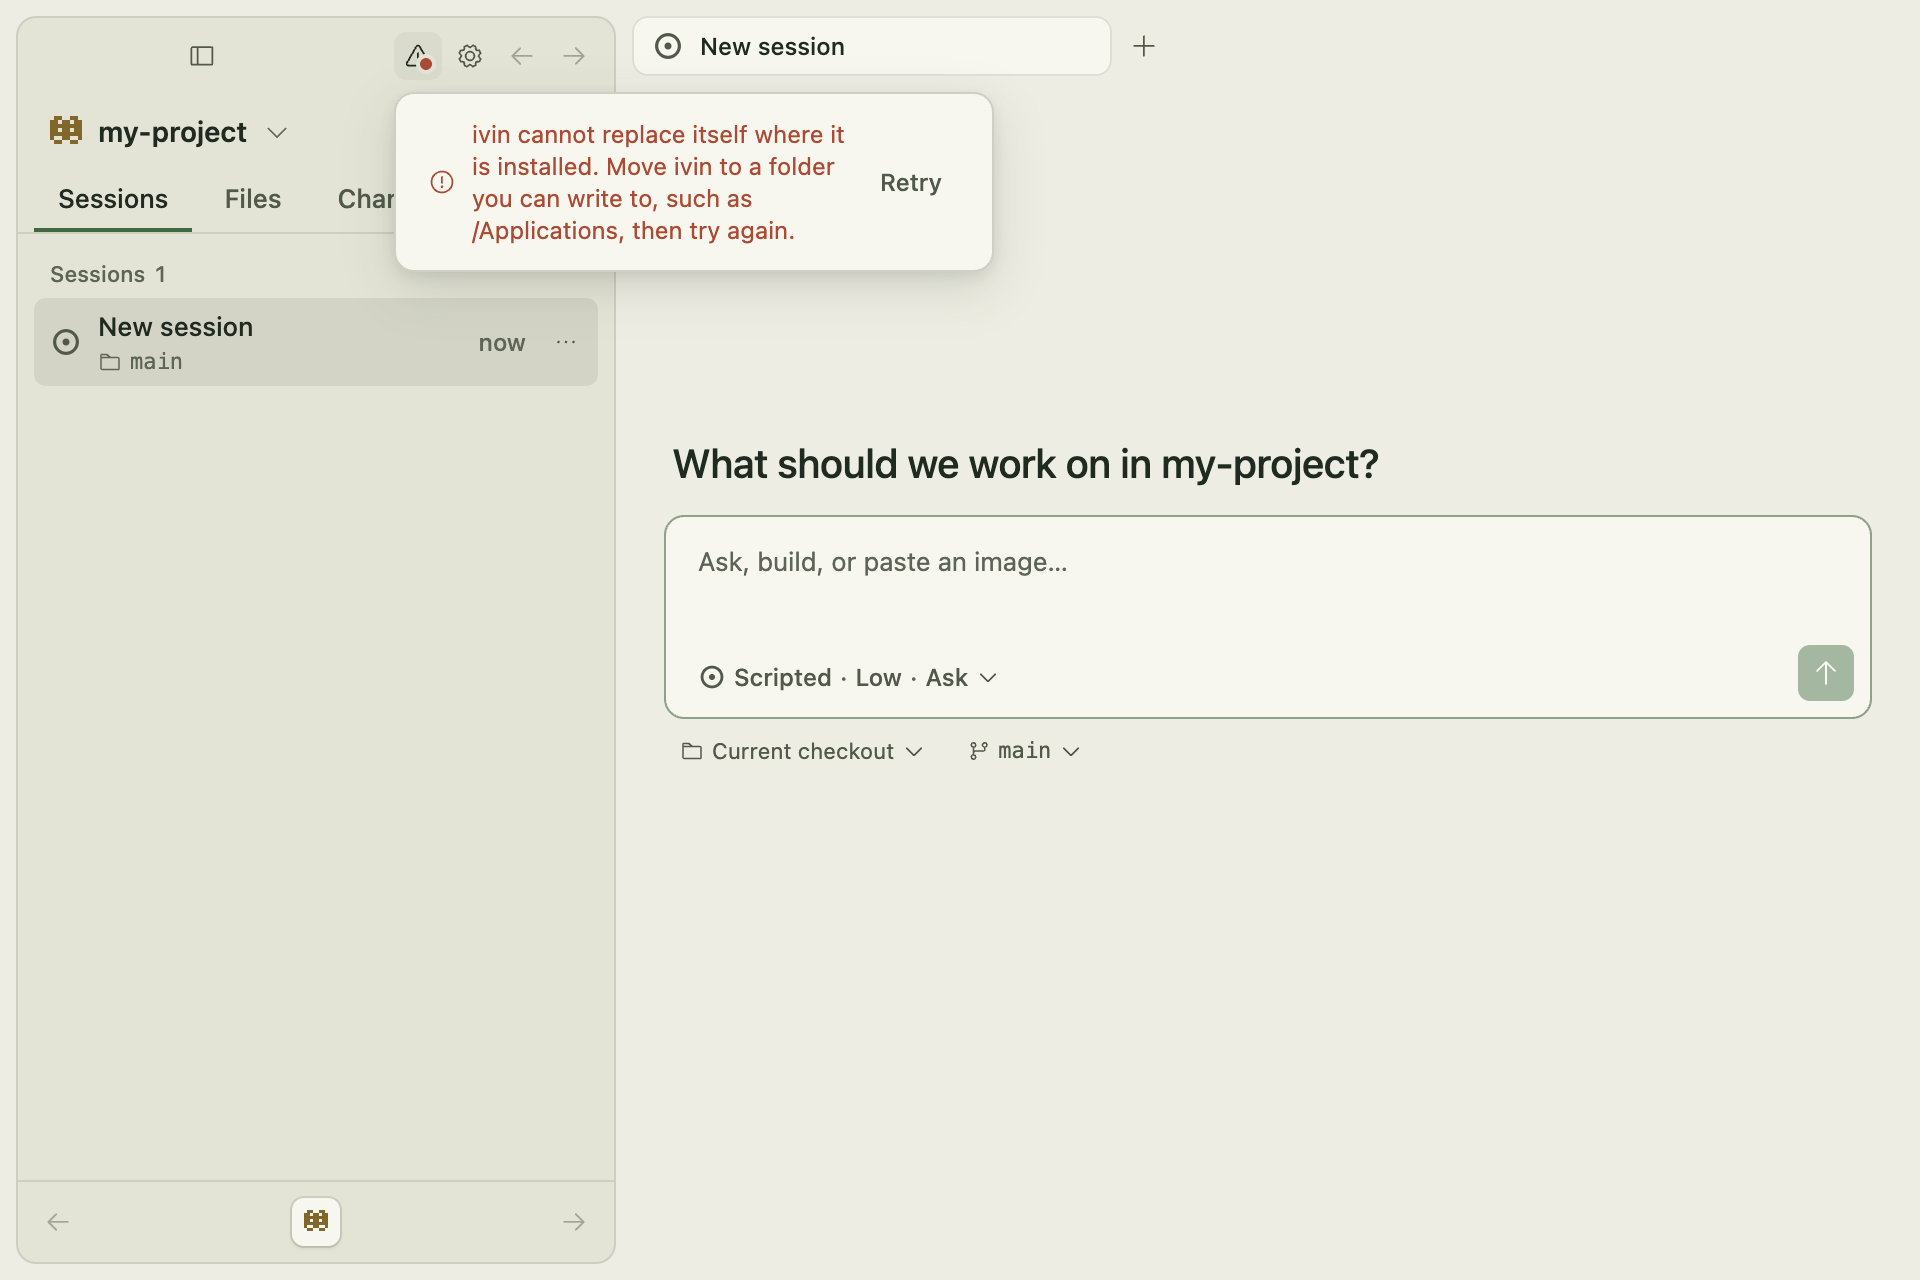 New session
my-project
ivin cannot replace itself where it
is installed. Move ivin to a folder
you can write to, such as
/Applications, then try again.
Retry
Sessions Files Char
Sessions 1
New session
now ...
main
What should we work on in my-project?
Ask, build, or paste an image...
Scripted · Low · Ask
Current checkout main